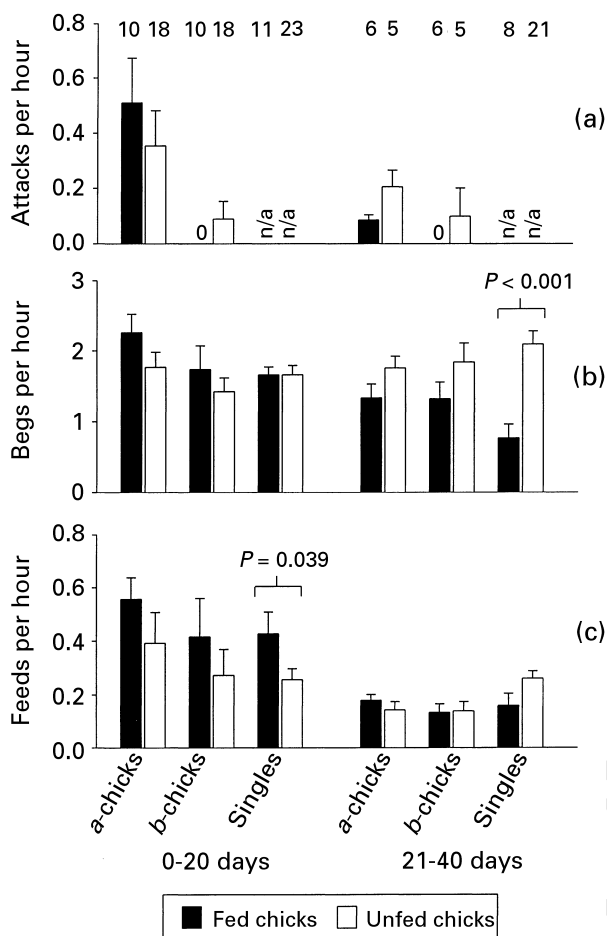 0.8 10 18 10 18 11 23 6 5 6 5 8 21
0.6
0.4
0.2
0.0
Attacks per hour
0 n/a n/a 0 n/a n/a
(a)
3
2
1
0
Begs per hour
P < 0.001
(b)
0.8
0.6
0.4
0.2
0.0
Feeds per hour
P = 0.039
(c)
a-chicks b-chicks Singles a-chicks b-chicks Singles
0-20 days 21-40 days
Fed chicks Unfed chicks